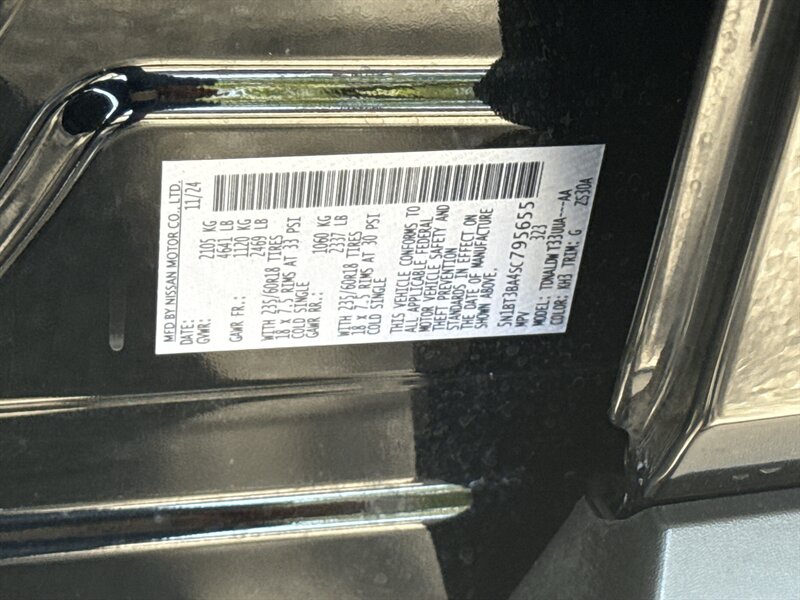 MFD BY NISSAN MOTOR CO., LTD.
DATE: 11/24
GVWR: 2105 KG
4641 LB
GAWR FR.: 1120 KG
2469 LB
WITH 235/60R18 TIRES
18 X 7.5 RIMS AT 33 PSI
COLD SINGLE
GAWR RR.: 1060 KG
2337 LB
WITH 235/60R18 TIRES
18 X 7.5 RIMS AT 30 PSI
COLD SINGLE
THIS VEHICLE CONFORMS TO
ALL APPLICABLE FEDERAL
MOTOR VEHICLE SAFETY AND
THEFT PREVENTION
STANDARDS IN EFFECT ON
THE DATE OF MANUFACTURE
SHOWN ABOVE.
5N1BT3BA4SC795655
MPV 323
MODEL: TDMALDW T33UUA---AA
COLOR: KH3 TRIM: G ZS30A